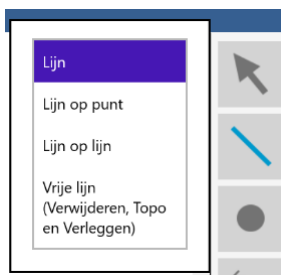 Lijn
Lijn op punt
Lijn op lijn
Vrije lijn
(Verwijderen, Topo
en Verleggen)